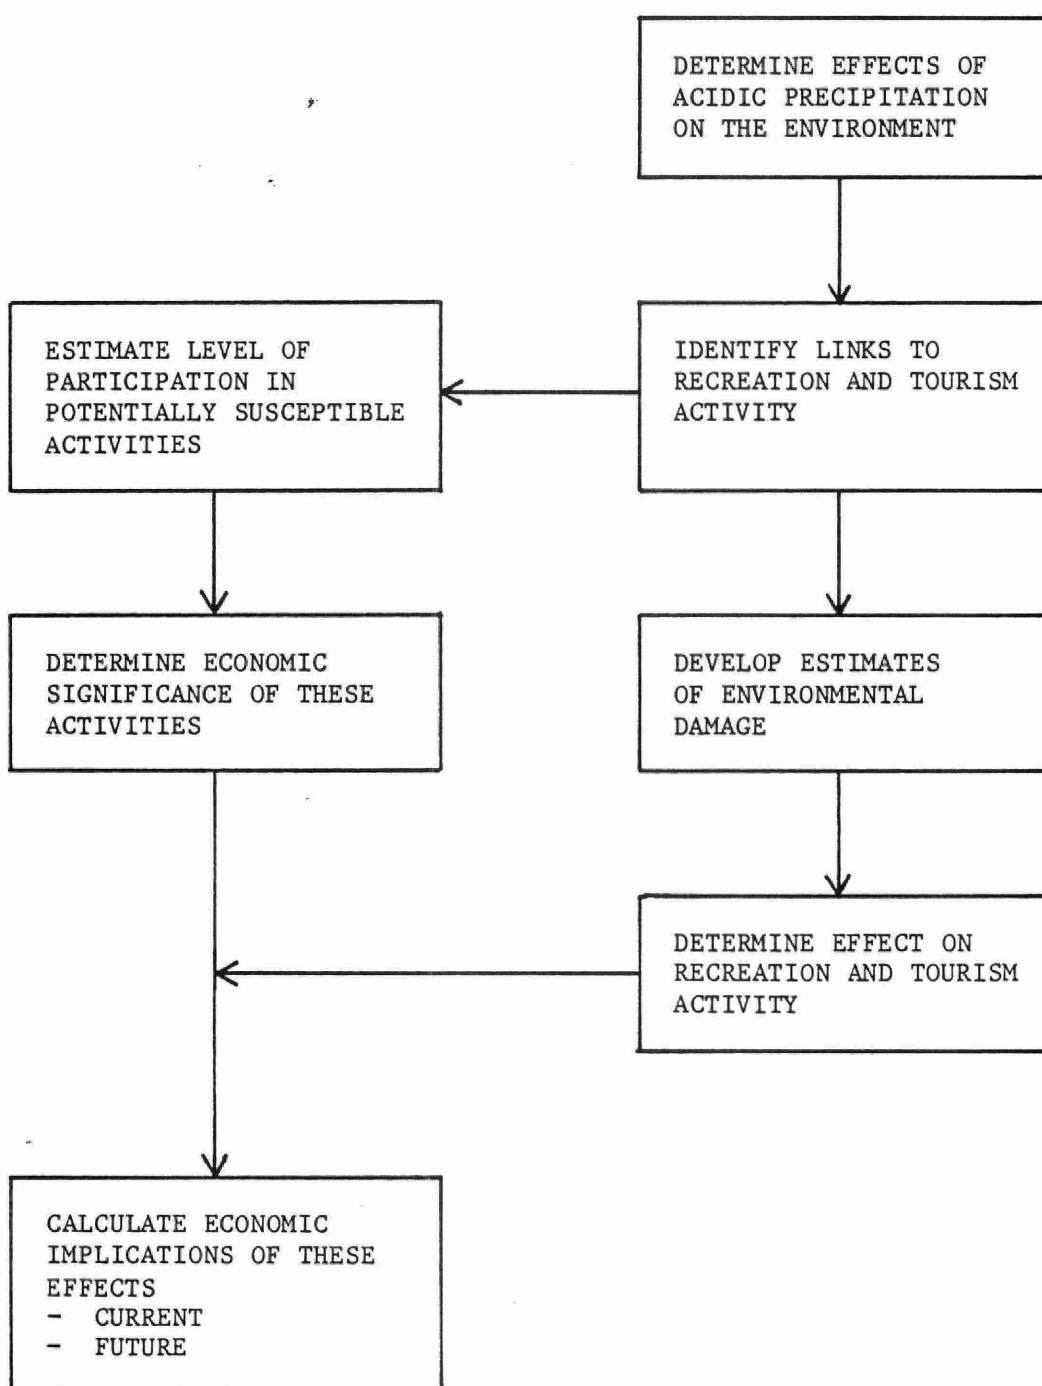 DETERMINE EFFECTS OF
ACIDIC PRECIPITATION
ON THE ENVIRONMENT
ESTIMATE LEVEL OF
PARTICIPATION IN
POTENTIALLY SUSCEPTIBLE
ACTIVITIES
IDENTIFY LINKS TO
RECREATION AND TOURISM
ACTIVITY
DETERMINE ECONOMIC
SIGNIFICANCE OF THESE
ACTIVITIES
DEVELOP ESTIMATES
OF ENVIRONMENTAL
DAMAGE
DETERMINE EFFECT ON
RECREATION AND TOURISM
ACTIVITY
CALCULATE ECONOMIC
IMPLICATIONS OF THESE
EFFECTS
- CURRENT
- FUTURE